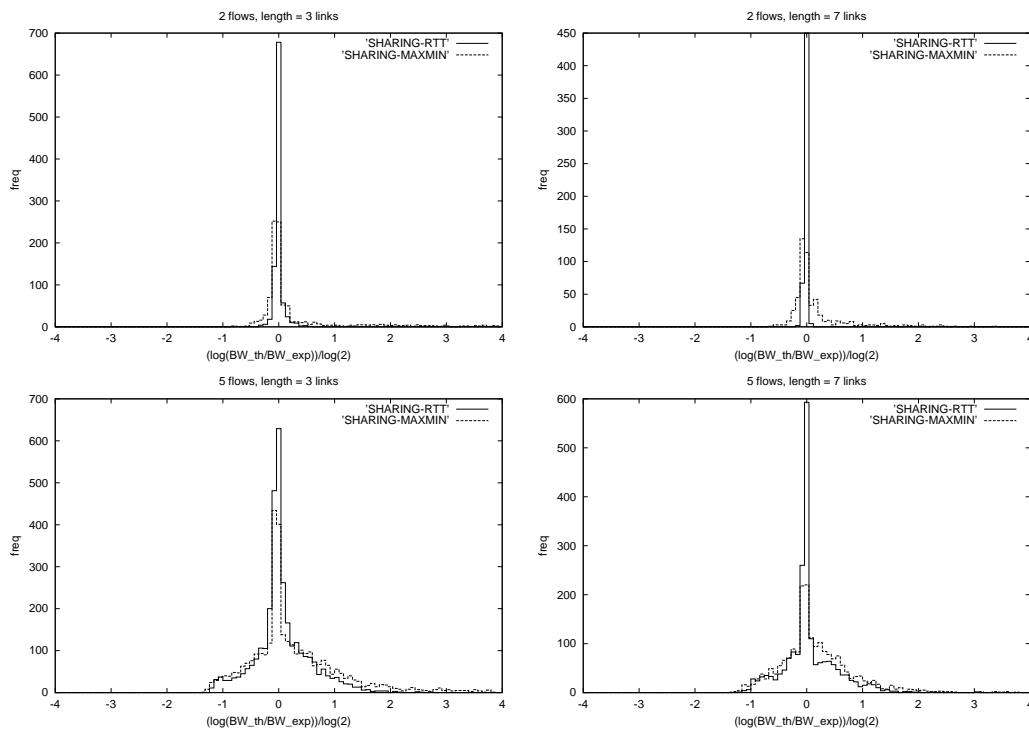 2 flows, length = 3 links
700
600
500
400
300
200
100
0
freq
'SHARING-RTT'
'SHARING-MAXMIN'
-4 -3 -2 -1 0 1 2 3 4
(log(BW_th/BW_exp))/log(2)
2 flows, length = 7 links
450
400
350
300
250
200
150
100
50
0
freq
'SHARING-RTT'
'SHARING-MAXMIN'
-4 -3 -2 -1 0 1 2 3 4
(log(BW_th/BW_exp))/log(2)
5 flows, length = 3 links
700
600
500
400
300
200
100
0
freq
'SHARING-RTT'
'SHARING-MAXMIN'
-4 -3 -2 -1 0 1 2 3 4
(log(BW_th/BW_exp))/log(2)
5 flows, length = 7 links
600
500
400
300
200
100
0
freq
'SHARING-RTT'
'SHARING-MAXMIN'
-4 -3 -2 -1 0 1 2 3 4
(log(BW_th/BW_exp))/log(2)